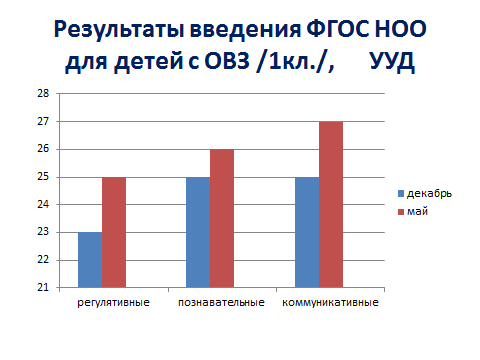 Результаты введения ФГОС НОО
для детей с ОВЗ /1кл./, УУД
28
27
26
25
24
23
22
21
регулятивные познавательные коммуникативные
декабрь
май